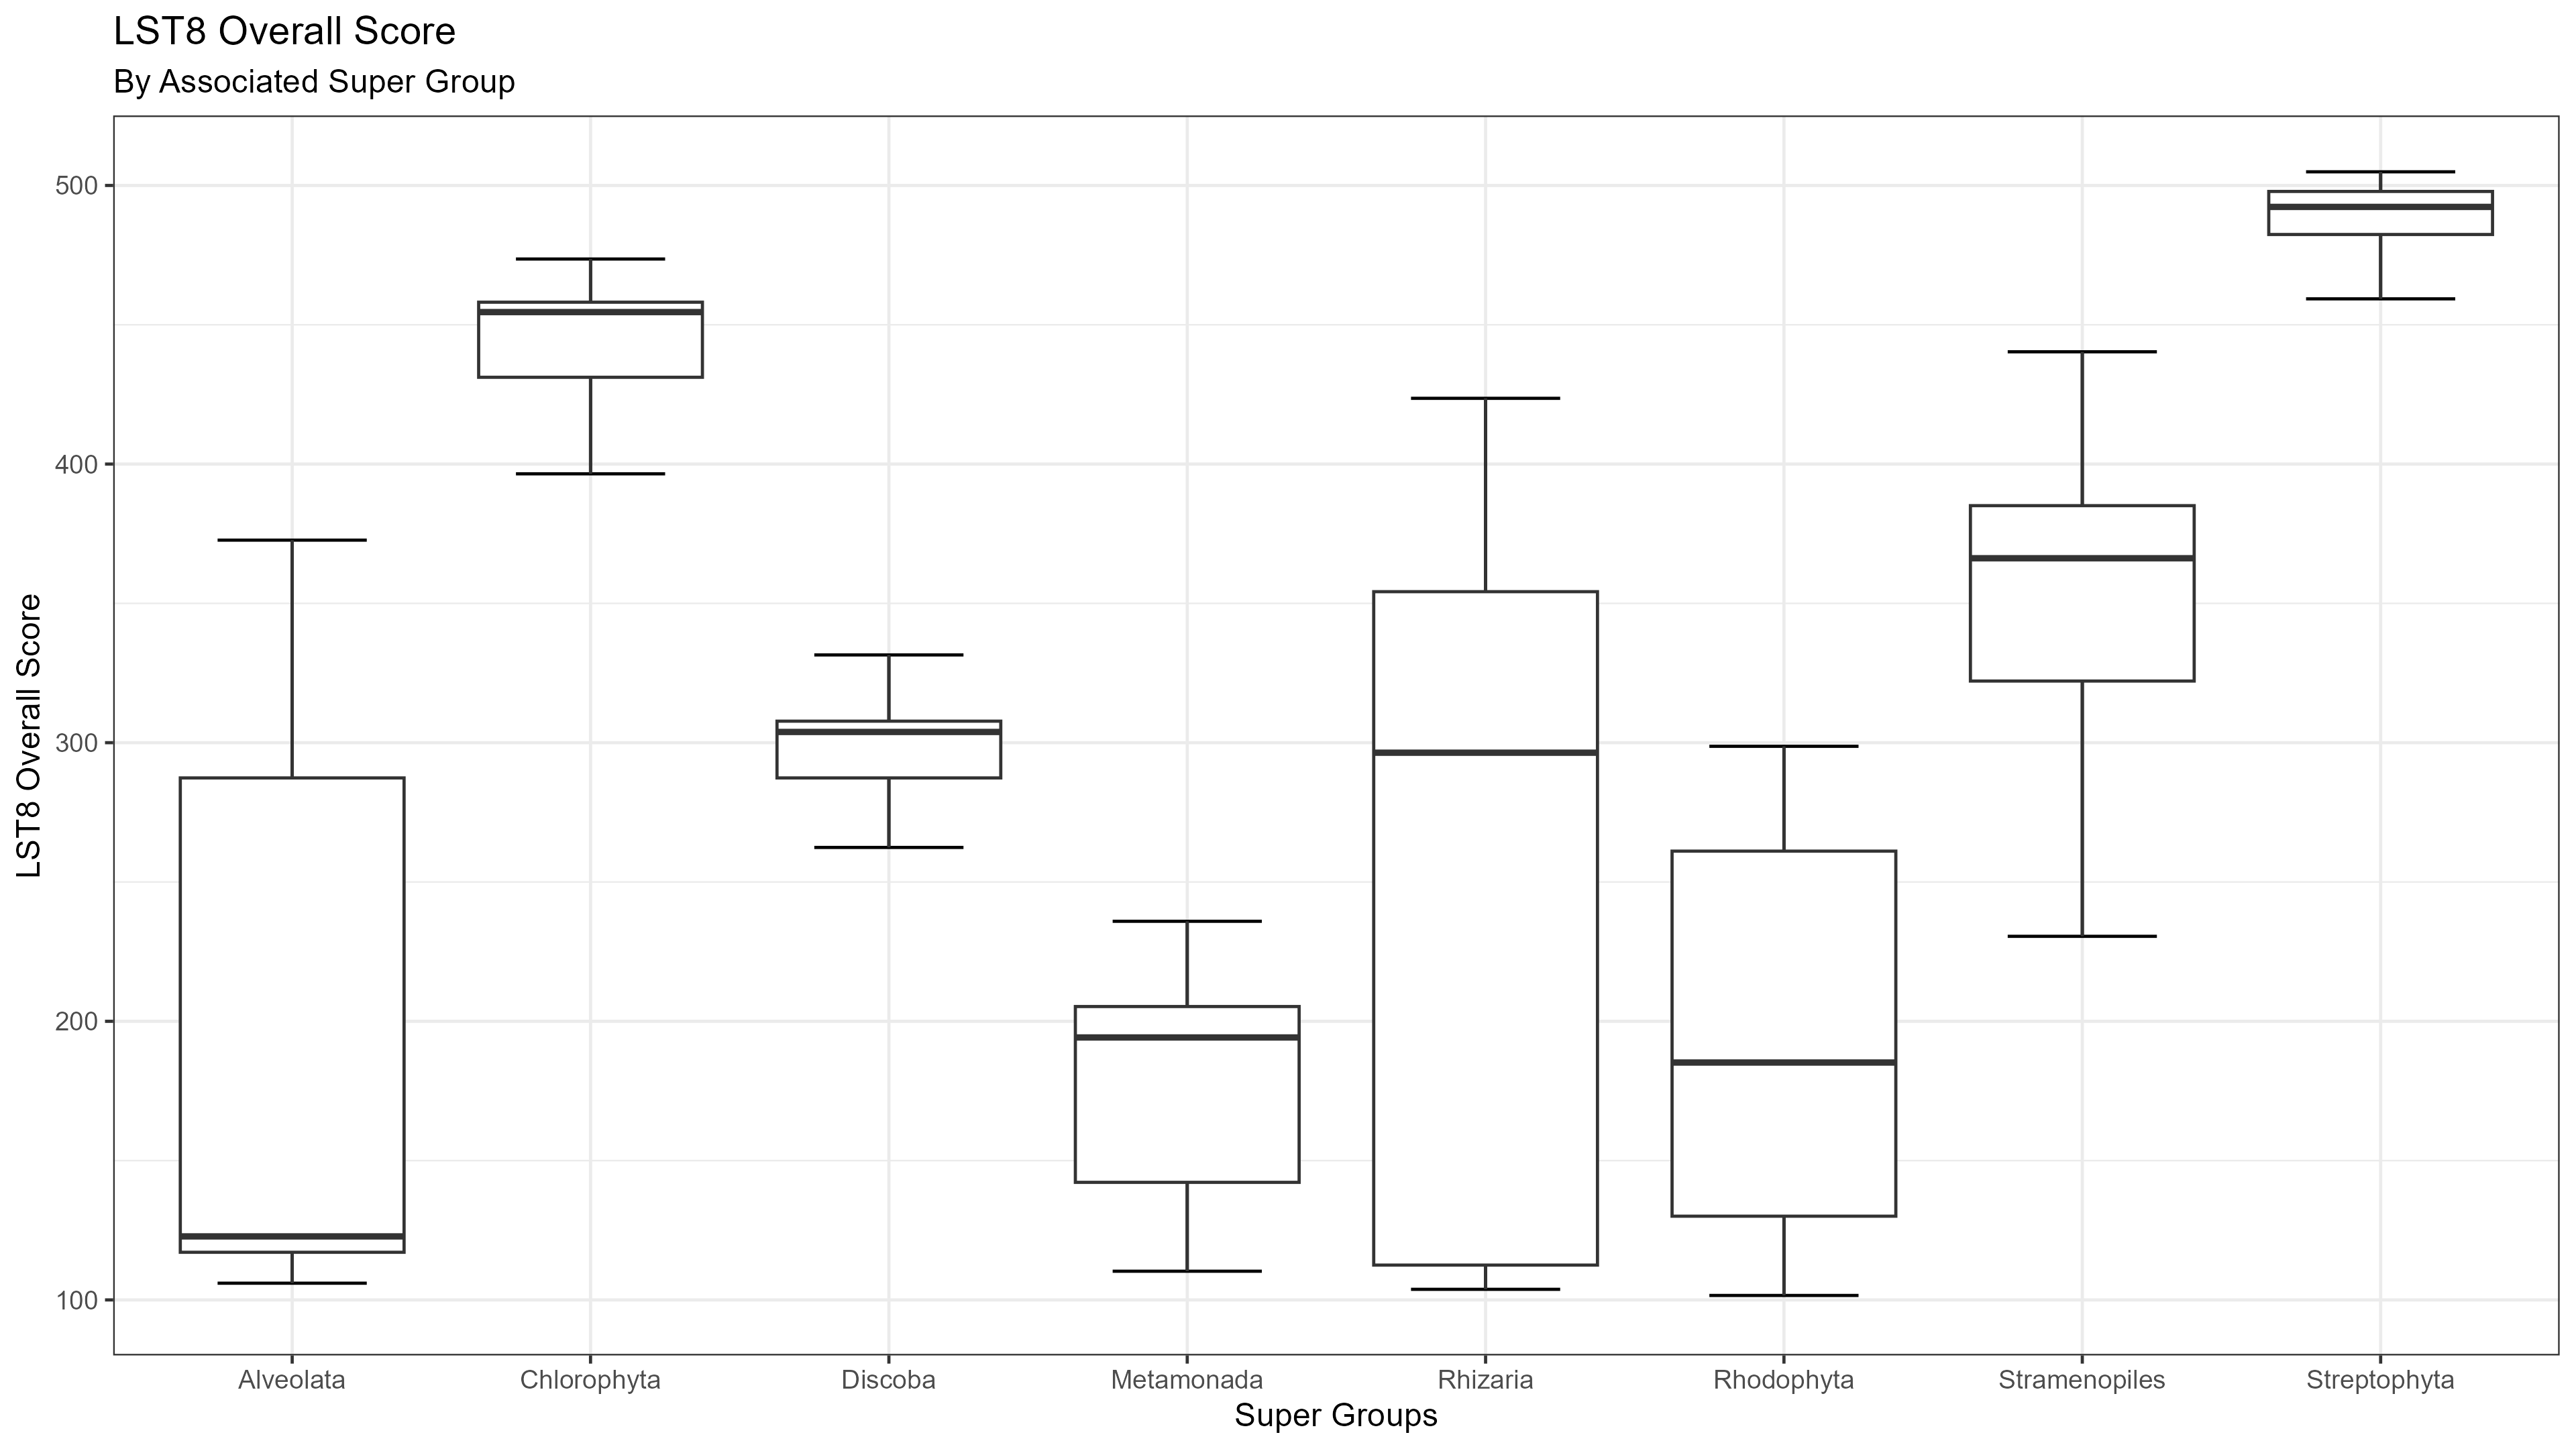 LST8 Overall Score
By Associated Super Group
LST8 Overall Score
500
400
300
200
100
Alveolata
Chlorophyta
Discoba
Metamonada
Rhizaria
Rhodophyta
Stramenopiles
Streptophyta
Super Groups